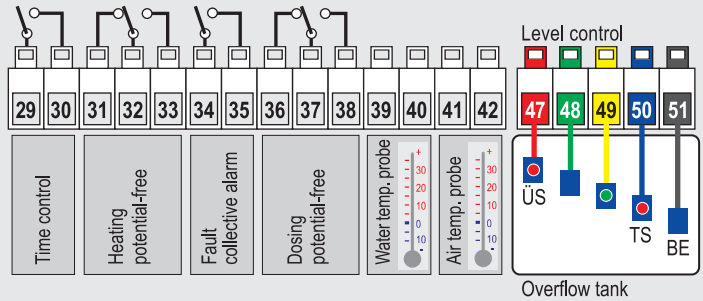 Level control
29 30 31 32 33 34 35 36 37 38 39 40 41 42 47 48 49 50 51
Time control
Heating
potential-free
Fault
collective alarm
Dosing
potential-free
Water temp. probe
+
30
20
10
0
10
-
Air temp. probe
+
30
20
10
0
10
-
ÜS
TS
BE
Overflow tank